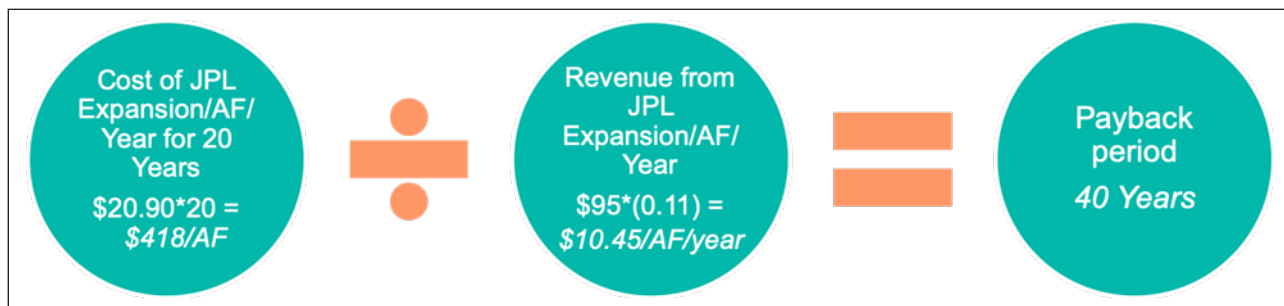 Cost of JPL
Expansion/AF/
Year for 20
Years
$20.90*20 =
$418/AF
Revenue from
JPL
Expansion/AF/
Year
$95*(0.11) =
$10.45/AF/year
Payback
period
40 Years